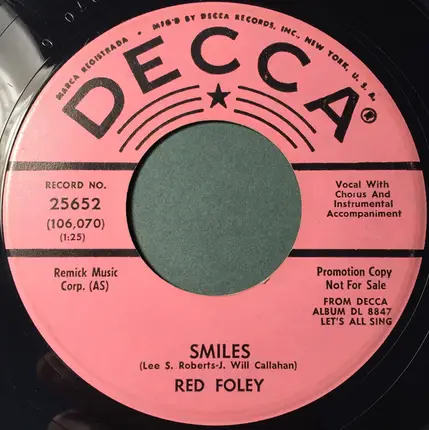 MARCA REGISTRADA • MFG'D BY DECCA RECORDS, INC., NEW YORK, U. S. A.
DECCA®
RECORD NO.
25652
(106,070)
(1:25)
Vocal With
Chorus And
Instrumental
Accompaniment
Remick Music
Corp. (AS)
Promotion Copy
Not For Sale
FROM DECCA
ALBUM DL 8847
LET'S ALL SING
SMILES
(Lee S. Roberts-J. Will Callahan)
RED FOLEY